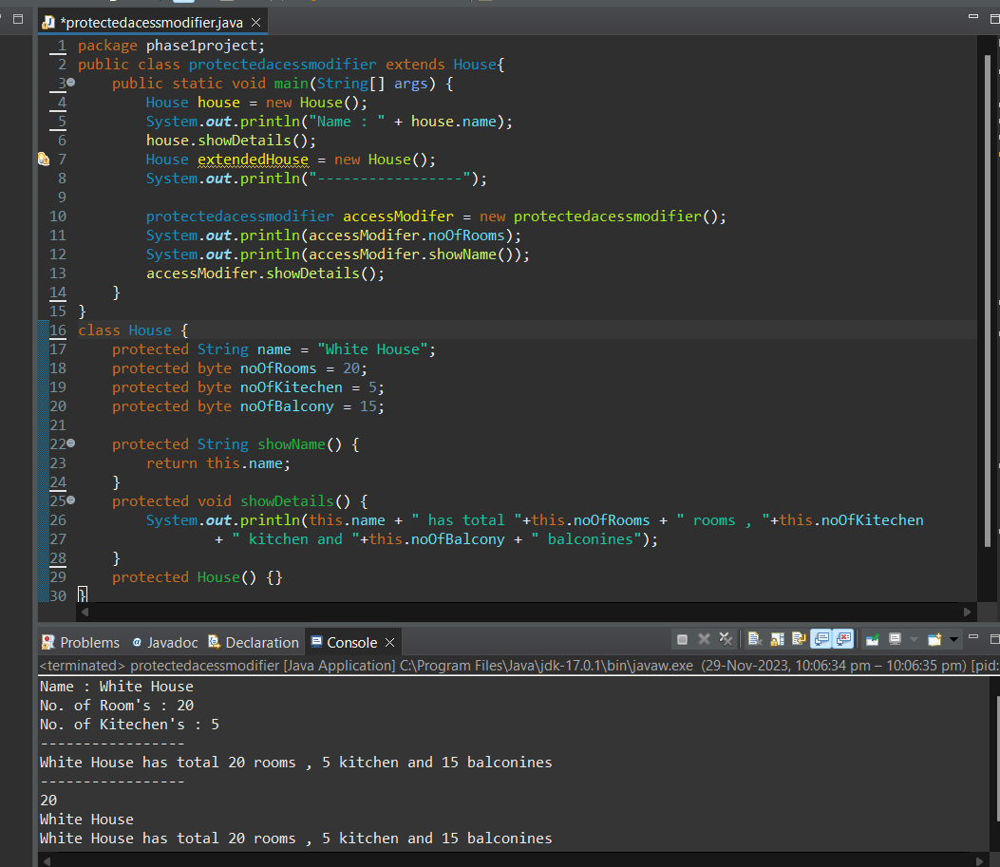 *protectedacessmodifier.java
1 package phase1project;
2 public class protectedacessmodifier extends House{
3 public static void main(String[] args) {
4 House house = new House();
5 System.out.println("Name : " + house.name);
6 house.showDetails();
7 House extendedHouse = new House();
8 System.out.println("-----------------");
9
10 protectedacessmodifier accessModifer = new protectedacessmodifier();
11 System.out.println(accessModifer.noOfRooms);
12 System.out.println(accessModifer.showName());
13 accessModifer.showDetails();
14 }
15 }
16 class House {
17 protected String name = "White House";
18 protected byte noOfRooms = 20;
19 protected byte noOfKitechen = 5;
20 protected byte noOfBalcony = 15;
21
22 protected String showName() {
23 return this.name;
24 }
25 protected void showDetails() {
26 System.out.println(this.name + " has total "+this.noOfRooms + " rooms , "+this.noOfKitechen
27 + " kitchen and "+this.noOfBalcony + " balconines");
28 }
29 protected House() {}
30 }
Problems Javadoc Declaration Console
<terminated> protectedacessmodifier [Java Application] C:\Program Files\Java\jdk-17.0.1\bin\javaw.exe (29-Nov-2023, 10:06:34 pm – 10:06:35 pm) [pid:
Name : White House
No. of Room's : 20
No. of Kitechen's : 5
-----------------
White House has total 20 rooms , 5 kitchen and 15 balconines
-----------------
20
White House
White House has total 20 rooms , 5 kitchen and 15 balconines